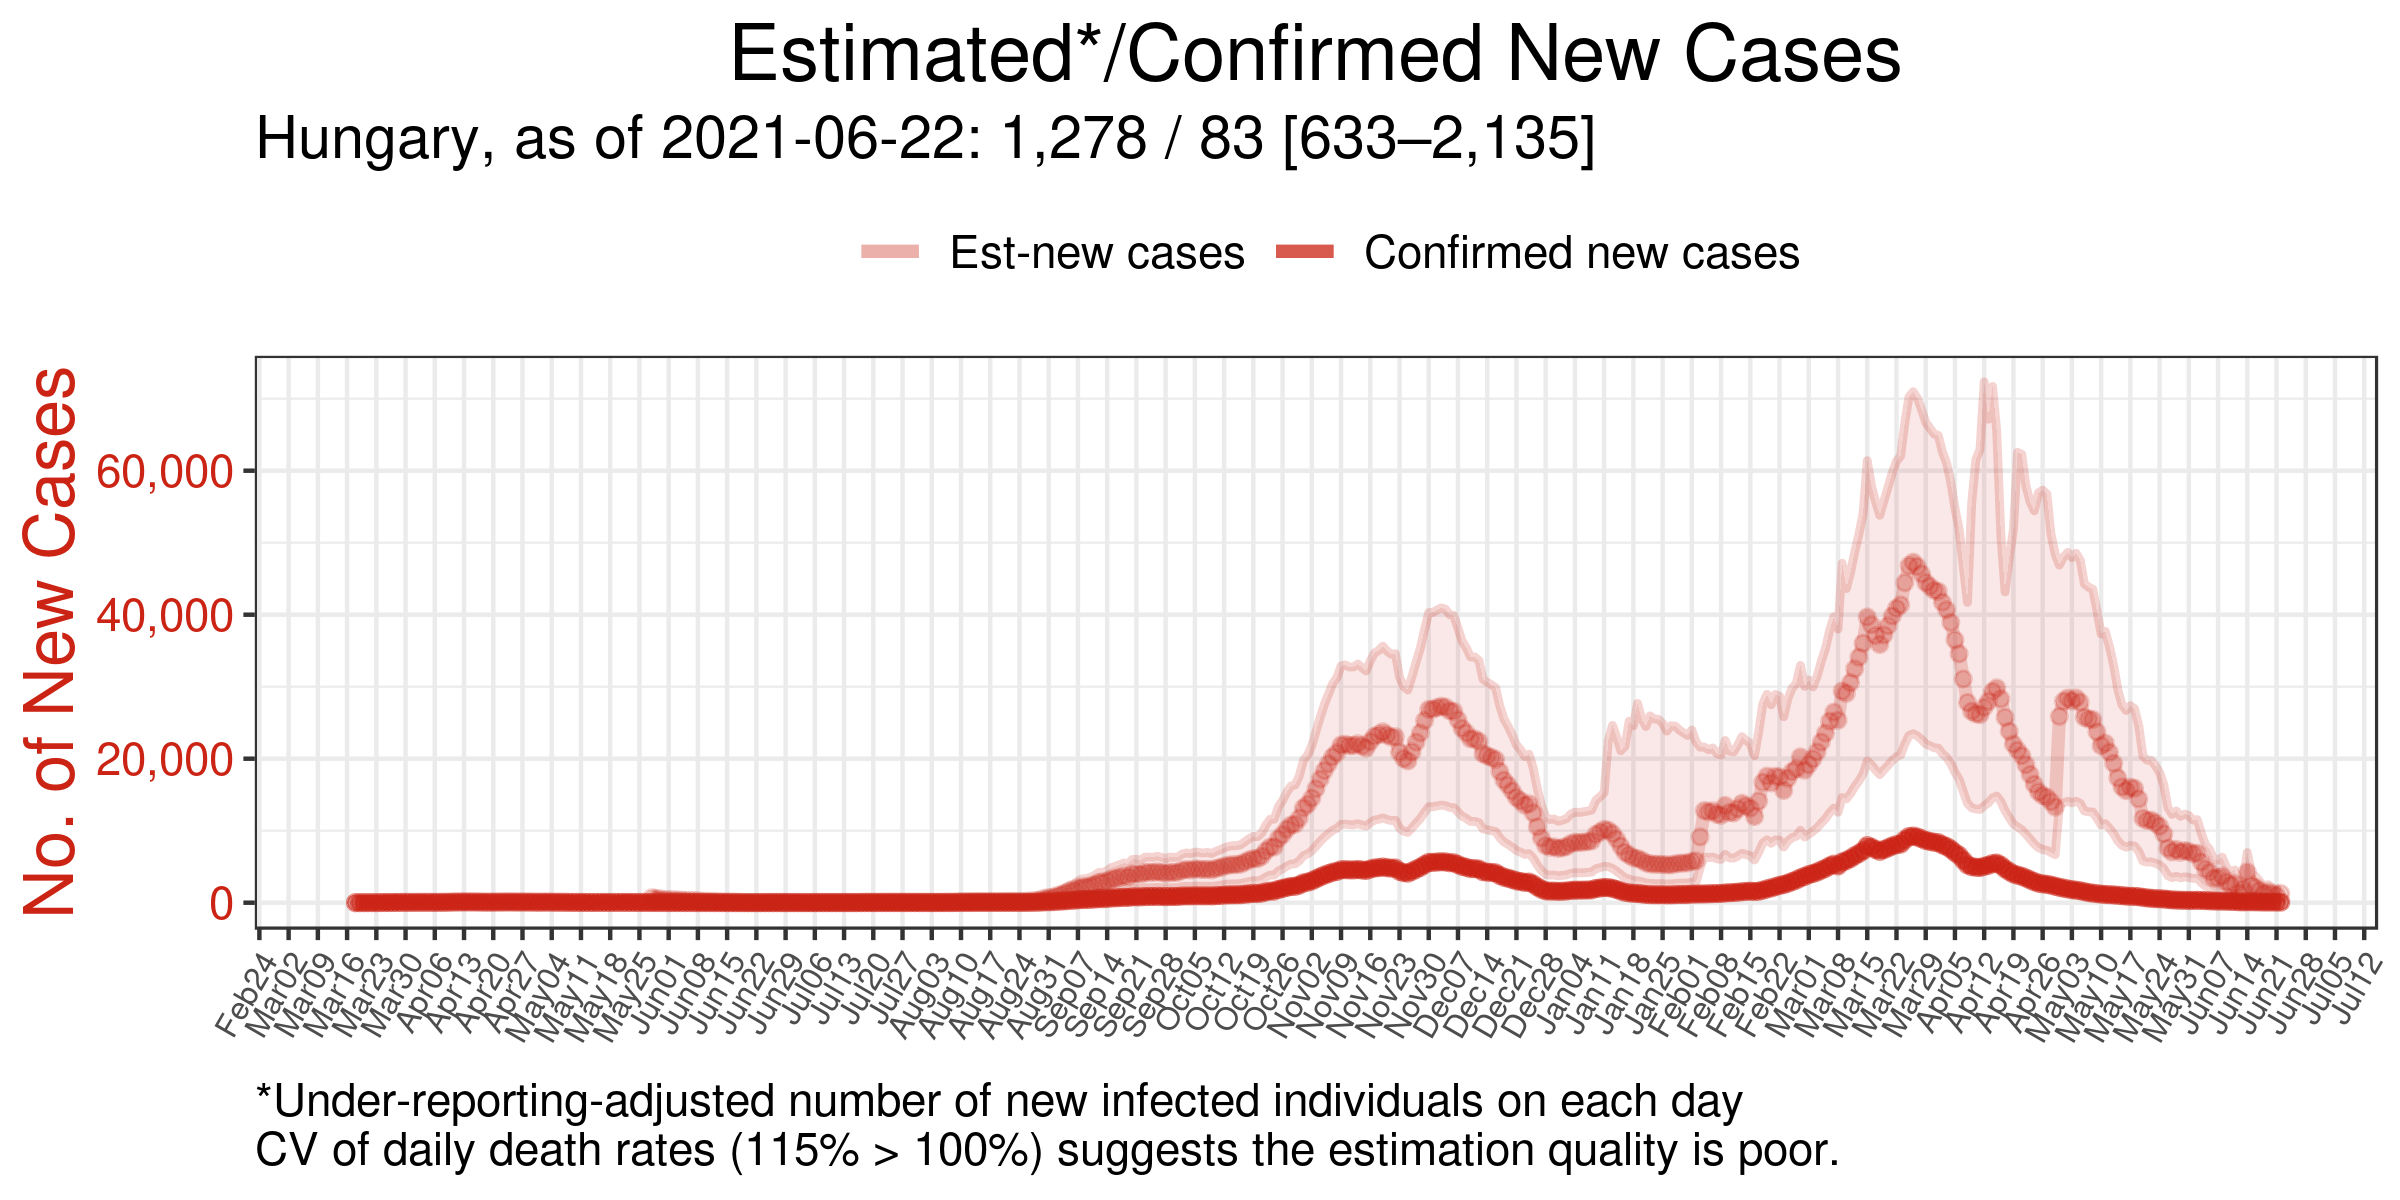 Estimated*/Confirmed New Cases
Hungary, as of 2021-06-22: 1,278 / 83 [633–2,135]
Est-new cases
Confirmed new cases
No. of New Cases
60,000
40,000
20,000
0
Feb24
Mar02
Mar09
Mar16
Mar23
Mar30
Apr06
Apr13
Apr20
Apr27
May04
May11
May18
May25
Jun01
Jun08
Jun15
Jun22
Jun29
Jul06
Jul13
Jul20
Jul27
Aug03
Aug10
Aug17
Aug24
Aug31
Sep07
Sep14
Sep21
Sep28
Oct05
Oct12
Oct19
Oct26
Nov02
Nov09
Nov16
Nov23
Nov30
Dec07
Dec14
Dec21
Dec28
Jan04
Jan11
Jan18
Jan25
Feb01
Feb08
Feb15
Feb22
Mar01
Mar08
Mar15
Mar22
Mar29
Apr05
Apr12
Apr19
Apr26
May03
May10
May17
May24
May31
Jun07
Jun14
Jun21
Jun28
Jul05
Jul12
*Under-reporting-adjusted number of new infected individuals on each day
CV of daily death rates (115% > 100%) suggests the estimation quality is poor.